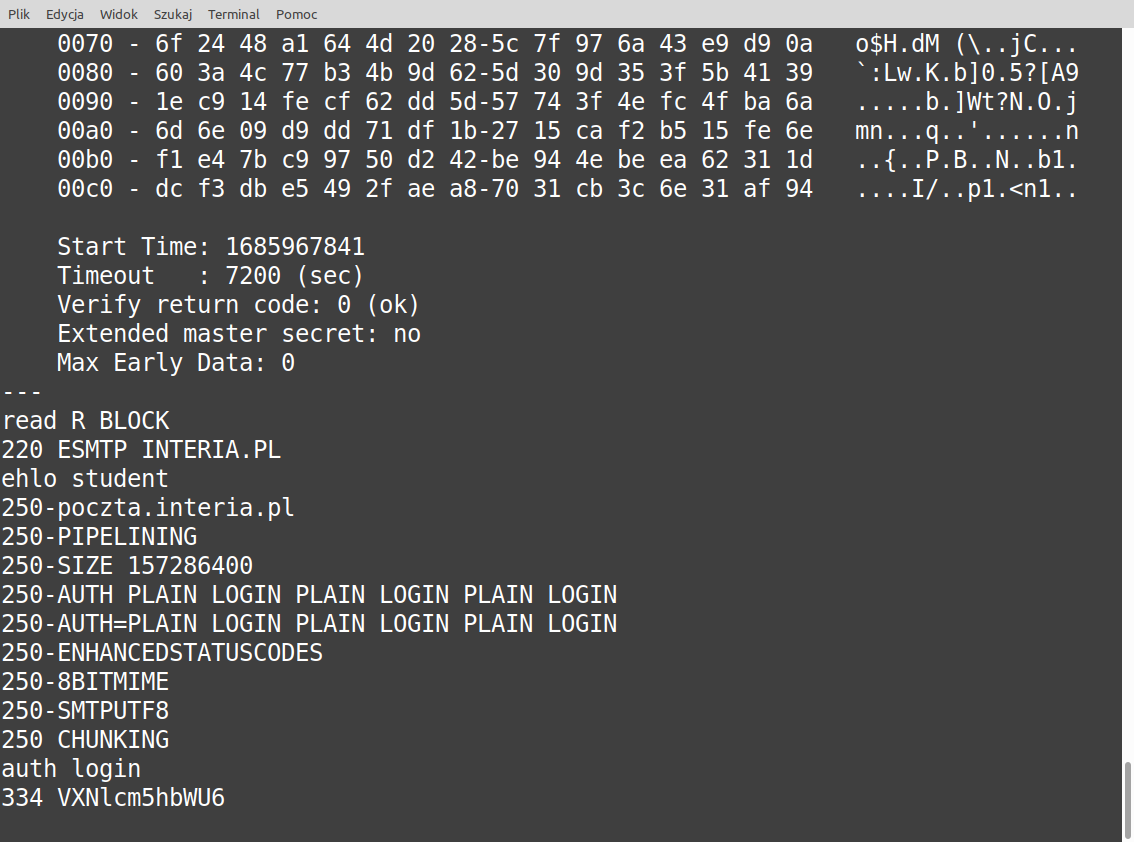 Plik Edycja Widok Szukaj Terminal Pomoc
0070 - 6f 24 48 a1 64 4d 20 28-5c 7f 97 6a 43 e9 d9 0a   o$H.dM (\..jC...
0080 - 60 3a 4c 77 b3 4b 9d 62-5d 30 9d 35 3f 5b 41 39   `:Lw.K.b]0.5?[A9
0090 - 1e c9 14 fe cf 62 dd 5d-57 74 3f 4e fc 4f ba 6a   .....b.]Wt?N.O.j
00a0 - 6d 6e 09 d9 dd 71 df 1b-27 15 ca f2 b5 15 fe 6e   mn...q..'......n
00b0 - f1 e4 7b c9 97 50 d2 42-be 94 4e be ea 62 31 1d   ..{..P.B..N..b1.
00c0 - dc f3 db e5 49 2f ae a8-70 31 cb 3c 6e 31 af 94   ....I/..p1.<n1..
Start Time: 1685967841
Timeout   : 7200 (sec)
Verify return code: 0 (ok)
Extended master secret: no
Max Early Data: 0
---
read R BLOCK
220 ESMTP INTERIA.PL
ehlo student
250-poczta.interia.pl
250-PIPELINING
250-SIZE 157286400
250-AUTH PLAIN LOGIN PLAIN LOGIN PLAIN LOGIN
250-AUTH=PLAIN LOGIN PLAIN LOGIN PLAIN LOGIN
250-ENHANCEDSTATUSCODES
250-8BITMIME
250-SMTPUTF8
250 CHUNKING
auth login
334 VXNlcm5hbWU6